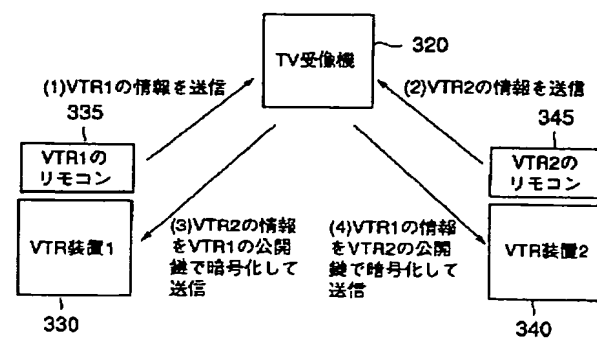 TV受像機
320
(1)VTR1の情報を送信
(2)VTR2の情報を送信
335
345
VTR1の
リモコン
VTR2の
リモコン
VTR装置1
(3)VTR2の情報
をVTR1の公開
鍵で暗号化して
送信
(4)VTR1の情報
をVTR2の公開
鍵で暗号化して
送信
VTR装置2
330
340